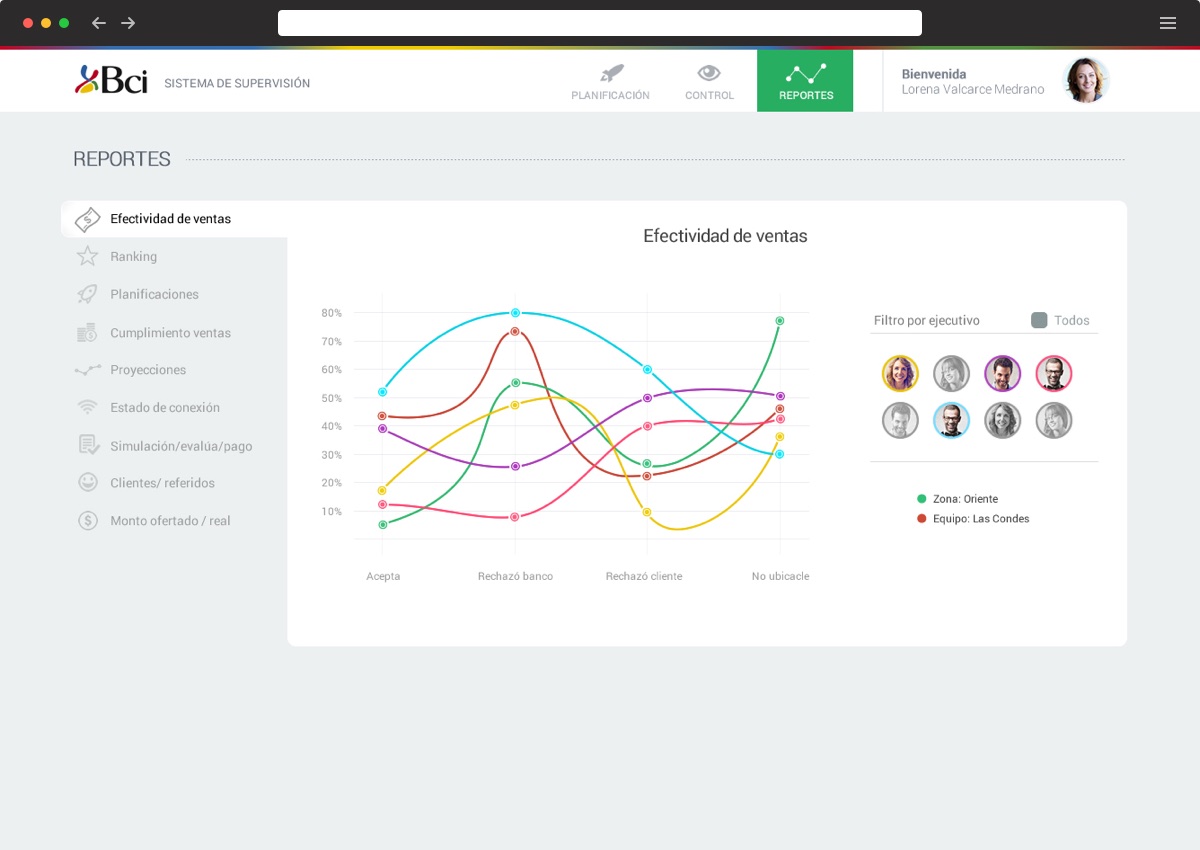 Bci SISTEMA DE SUPERVISIÓN
PLANIFICACIÓN
CONTROL
REPORTES
Bienvenida
Lorena Valcarce Medrano
REPORTES
Efectividad de ventas
Ranking
Planificaciones
Cumplimiento ventas
Proyecciones
Estado de conexión
Simulación/evalúa/pago
Clientes/ referidos
Monto ofertado / real
Efectividad de ventas
80%
70%
60%
50%
40%
30%
20%
10%
Acepta
Rechazó banco
Rechazó cliente
No ubicacle
Filtro por ejecutivo
Todos
Zona: Oriente
Equipo: Las Condes